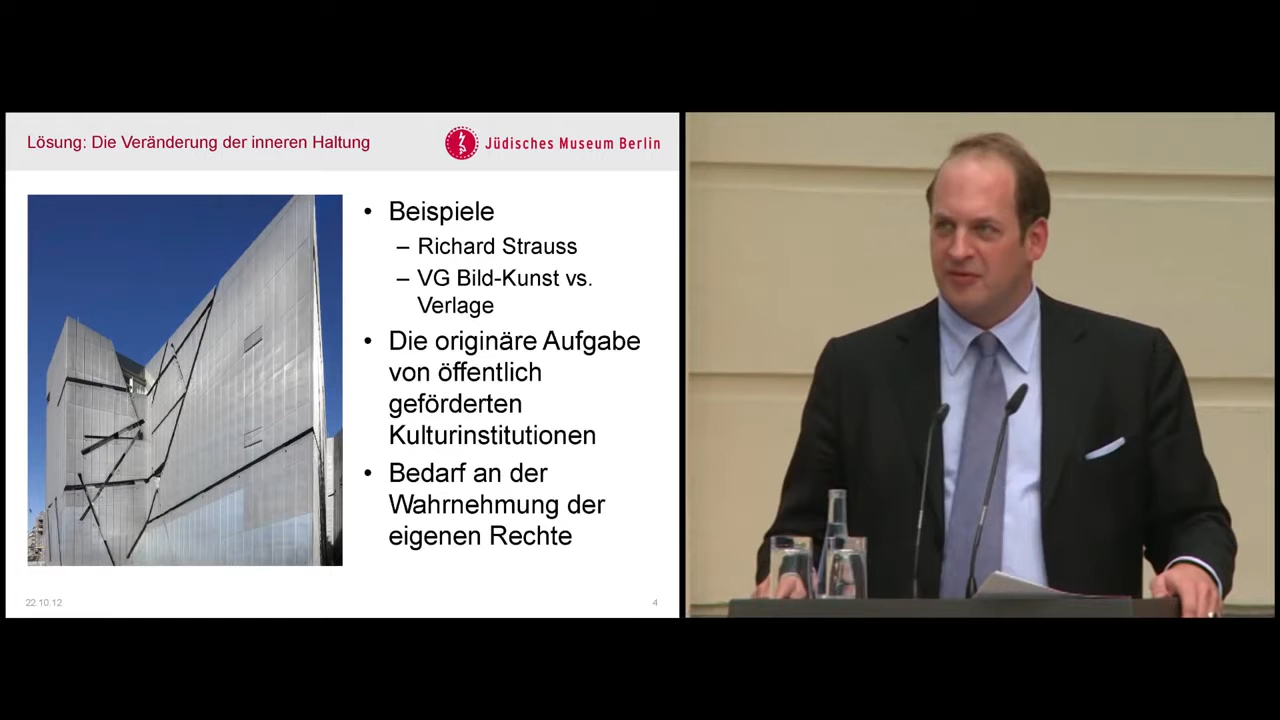 Lösung: Die Veränderung der inneren Haltung
Jüdisches Museum Berlin
• Beispiele
– Richard Strauss
– VG Bild-Kunst vs.
Verlage
• Die originäre Aufgabe
von öffentlich
geförderten
Kulturinstitutionen
• Bedarf an der
Wahrnehmung der
eigenen Rechte
22.10.12
4